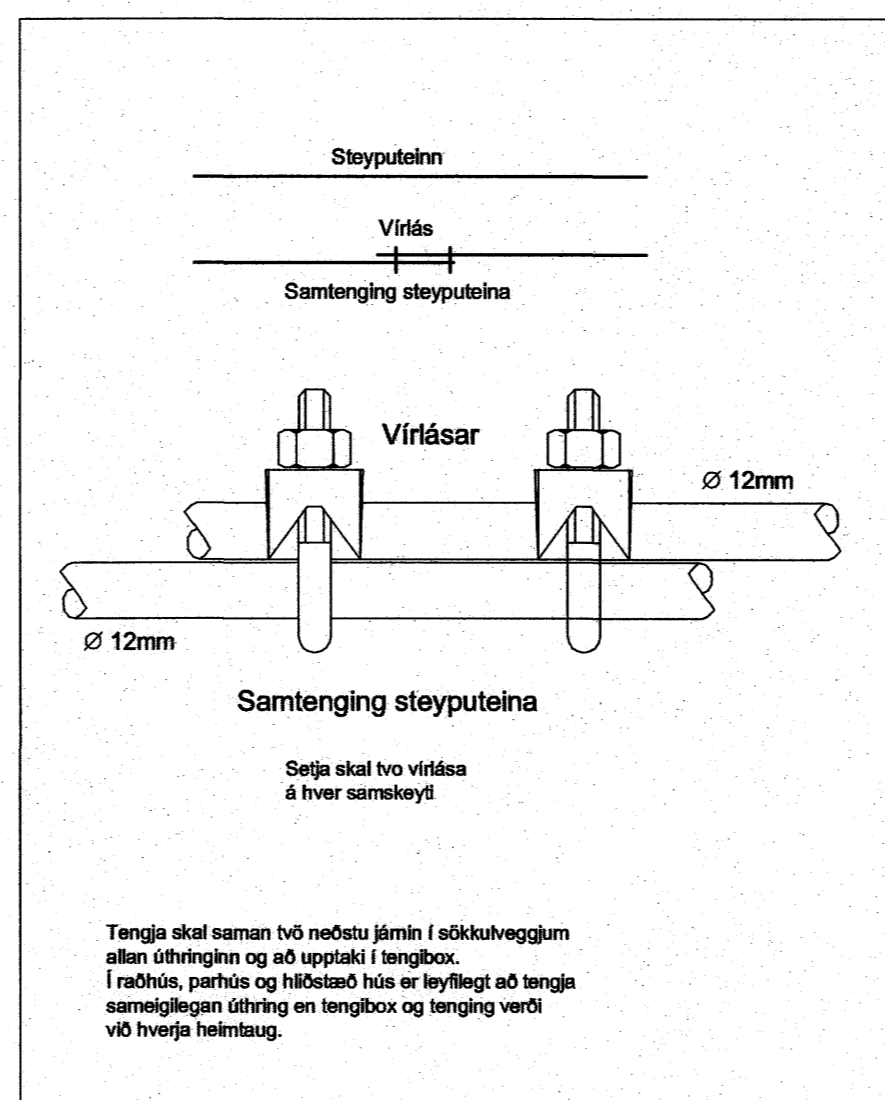 Steyputeinn
Vírlás
Samtenging steyputeina
Vírlásar
Ø 12mm
Ø 12mm
Samtenging steyputeina
Setja skal tvo vírlása
á hver samskeyti
Tengja skal saman tvö neðstu járnin í sökkulveggjum
allan úthringinn og að upptaki í tengibox.
Í raðhús, parhús og hliðstæð hús er leyfilegt að tengja
sameigilegan úthring en tengibox og tenging verði
við hverja heimtaug.